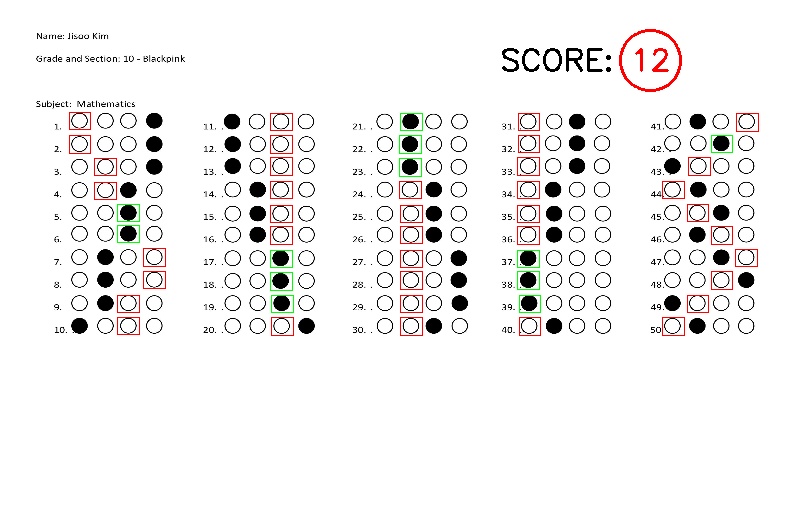 Name: Jisoo Kim
Grade and Section: 10 - Blackpink
SCORE: 12
Subject: Mathematics
1. 11. . 21. . 31. 41.
2. 12. . 22. . 32. 42.
3. 13. . 23. . 33. 43.
4. 14. . 24. . 34. 44.
5. 15. . 25. . 35. 45.
6. 16. . 26. . 36. 46.
7. 17. . 27. . 37. 47.
8. 18. . 28. . 38. 48.
9. 19. . 29. . 39. 49.
10. 20. . 30. . 40. 50